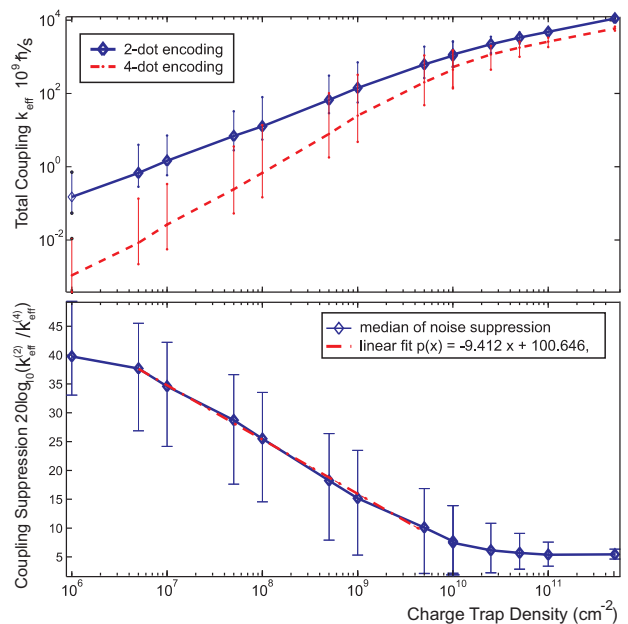 Total Coupling k_eff 10^9 ℏ/s
10^4
10^2
10^0
10^-2
2-dot encoding
4-dot encoding
Coupling Suppression 20log_10(k_eff^(2) /k_eff^(4))
45
40
35
30
25
20
15
10
5
median of noise suppression
linear fit p(x) = -9.412 x + 100.646,
10^6 10^7 10^8 10^9 10^10 10^11
Charge Trap Density (cm^-2)